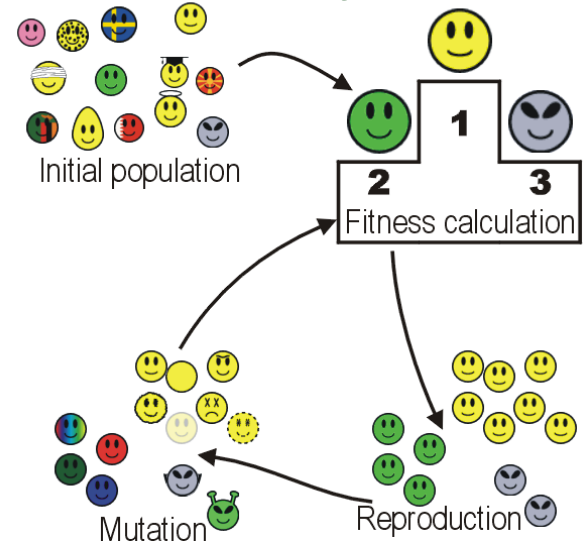 1
2
3
Initial population
Fitness calculation
Mutation
Reproduction